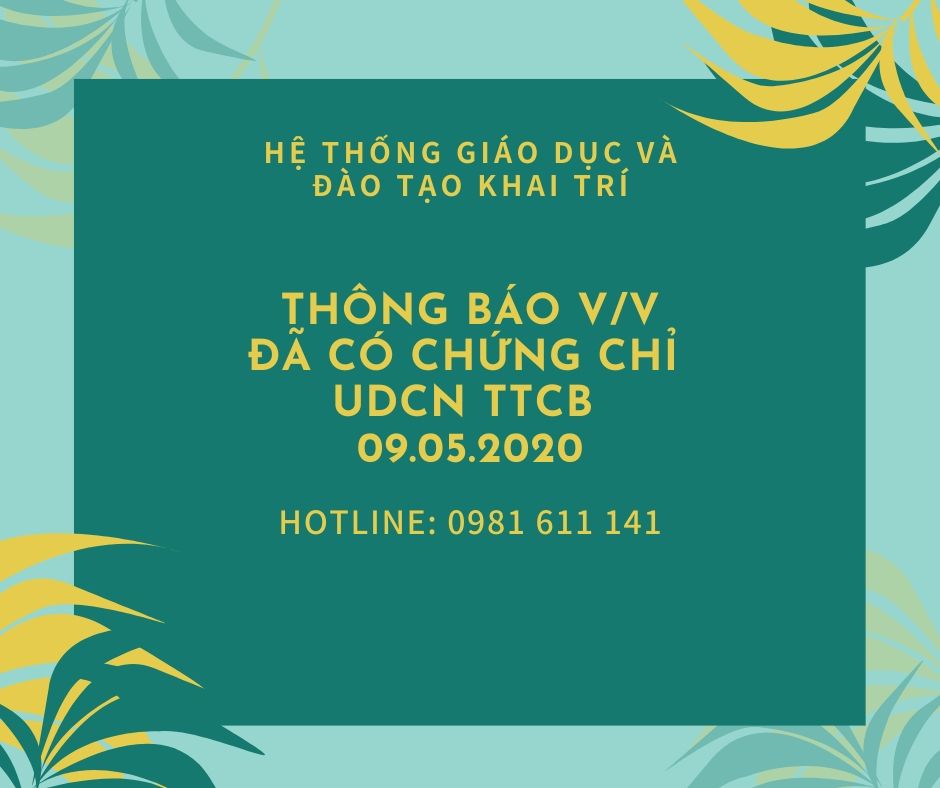 HỆ THỐNG GIÁO DỤC VÀ
ĐÀO TẠO KHAI TRÍ
THÔNG BÁO V/V
ĐÃ CÓ CHỨNG CHỈ
UDCN TTCB
09.05.2020
HOTLINE: 0981 611 141